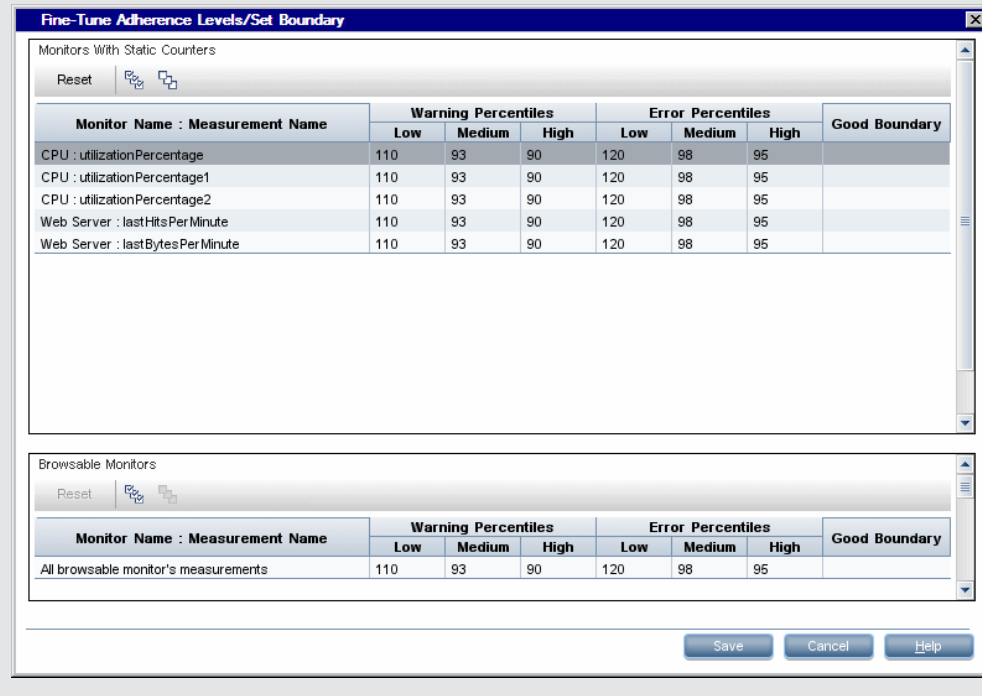 Fine-Tune Adherence Levels/Set Boundary
Monitors With Static Counters
Reset
Monitor Name : Measurement Name Warning Percentiles Error Percentiles Good Boundary
Low Medium High Low Medium High
CPU : utilizationPercentage 110 93 90 120 98 95
CPU : utilizationPercentage1 110 93 90 120 98 95
CPU : utilizationPercentage2 110 93 90 120 98 95
Web Server : lastHitsPerMinute 110 93 90 120 98 95
Web Server : lastBytesPerMinute 110 93 90 120 98 95
Browsable Monitors
Reset
Monitor Name : Measurement Name Warning Percentiles Error Percentiles Good Boundary
Low Medium High Low Medium High
All browsable monitor's measurements 110 93 90 120 98 95
Save Cancel Help